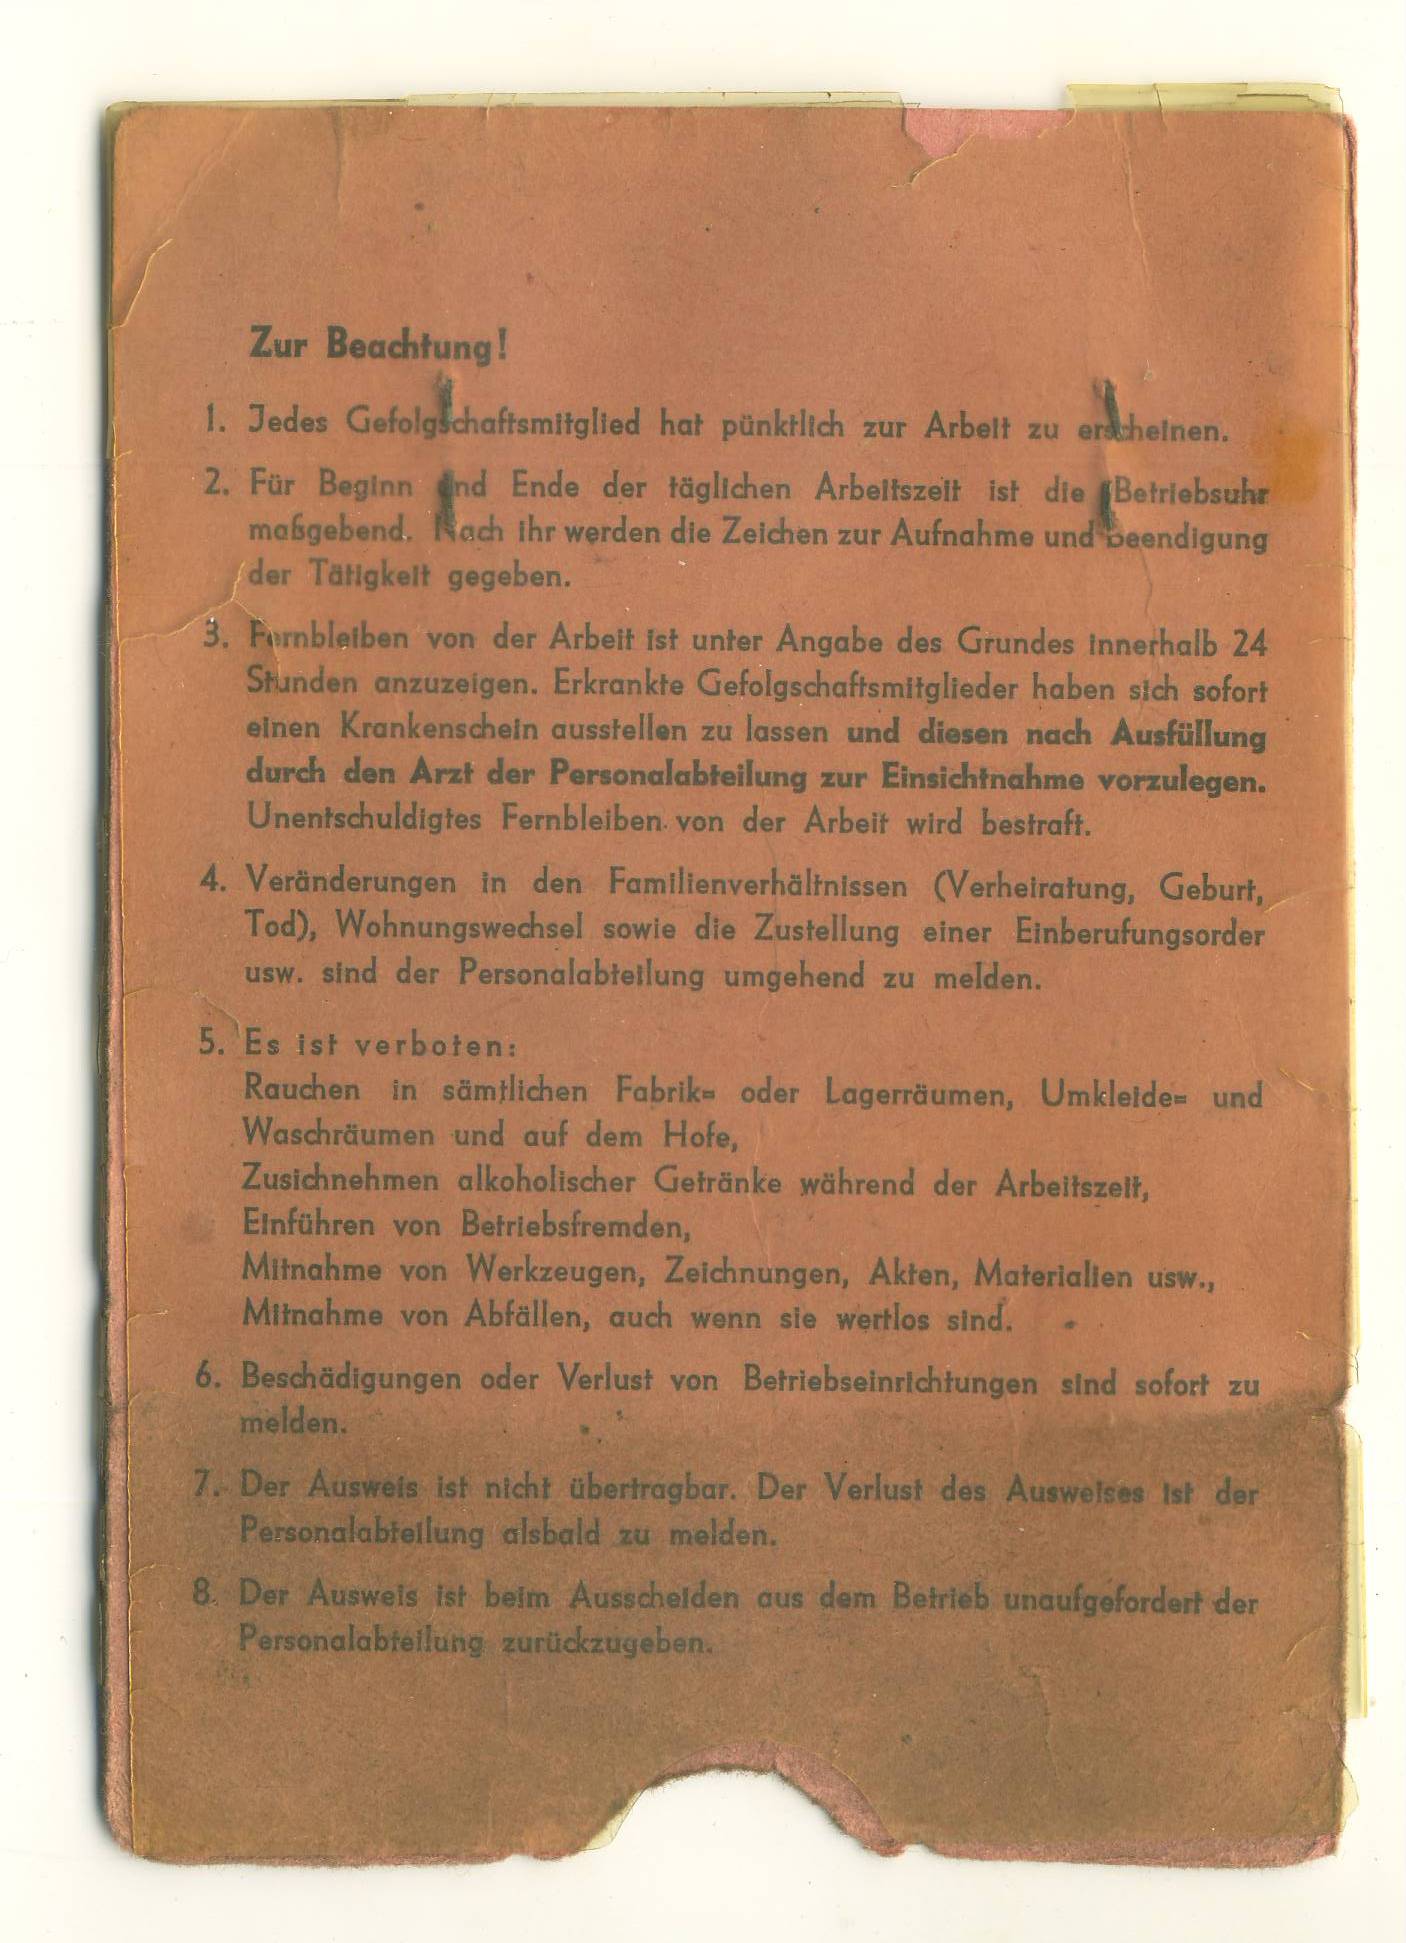 Zur Beachtung!
1. Jedes Gefolgschaftsmitglied hat pünktlich zur Arbeit zu erscheinen.
2. Für Beginn und Ende der täglichen Arbeitszeit ist die Betriebsuhr
maßgebend. Nach ihr werden die Zeichen zur Aufnahme und Beendigung
der Tätigkeit gegeben.
3. Fernbleiben von der Arbeit ist unter Angabe des Grundes innerhalb 24
Stunden anzuzeigen. Erkrankte Gefolgschaftsmitglieder haben sich sofort
einen Krankenschein ausstellen zu lassen und diesen nach Ausfüllung
durch den Arzt der Personalabteilung zur Einsichtnahme vorzulegen.
Unentschuldigtes Fernbleiben von der Arbeit wird bestraft.
4. Veränderungen in den Familienverhältnissen (Verheiratung, Geburt,
Tod), Wohnungswechsel sowie die Zustellung einer Einberufungsorder
usw. sind der Personalabteilung umgehend zu melden.
5. Es ist verboten:
Rauchen in sämtlichen Fabrik= oder Lagerräumen, Umkleide= und
Waschräumen und auf dem Hofe,
Zusichnehmen alkoholischer Getränke während der Arbeitszeit,
Einführen von Betriebsfremden,
Mitnahme von Werkzeugen, Zeichnungen, Akten, Materialien usw.,
Mitnahme von Abfällen, auch wenn sie wertlos sind.
6. Beschädigungen oder Verlust von Betriebseinrichtungen sind sofort zu
melden.
7. Der Ausweis ist nicht übertragbar. Der Verlust des Ausweises ist der
Personalabteilung alsbald zu melden.
8. Der Ausweis ist beim Ausscheiden aus dem Betrieb unaufgefordert der
Personalabteilung zurückzugeben.